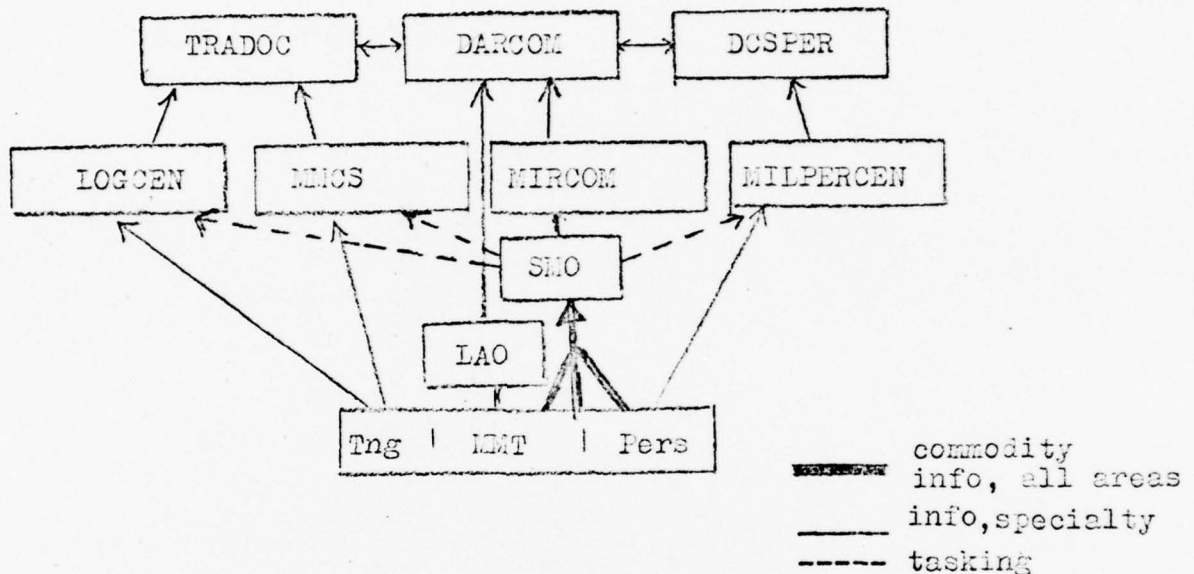 TRADOC DARCOM DCSPER
LOGCEN MMCS MIRCOM MILPERCEN
SMO
LAO
Tng MMT Pers
commodity
info, all areas
info, specialty
tasking